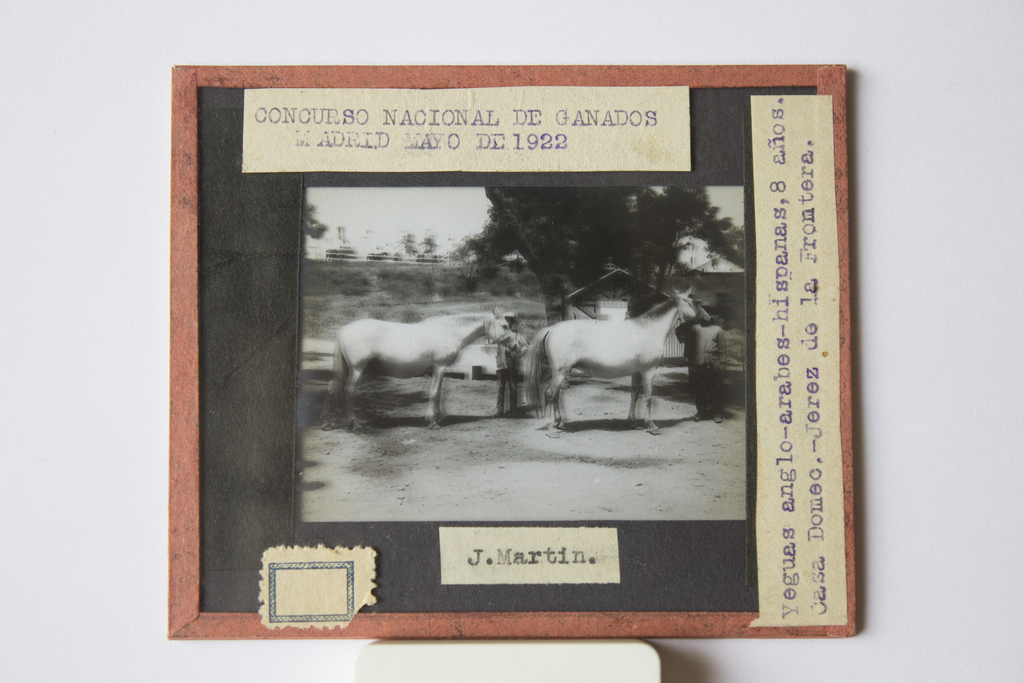 CONCURSO NACIONAL DE GANADOS
MADRID MAYO DE 1922
Yeguas anglo-arabes-hispanas, 8 años.
Casa Domec.-Jerez de la Frontera.
J.Martin.